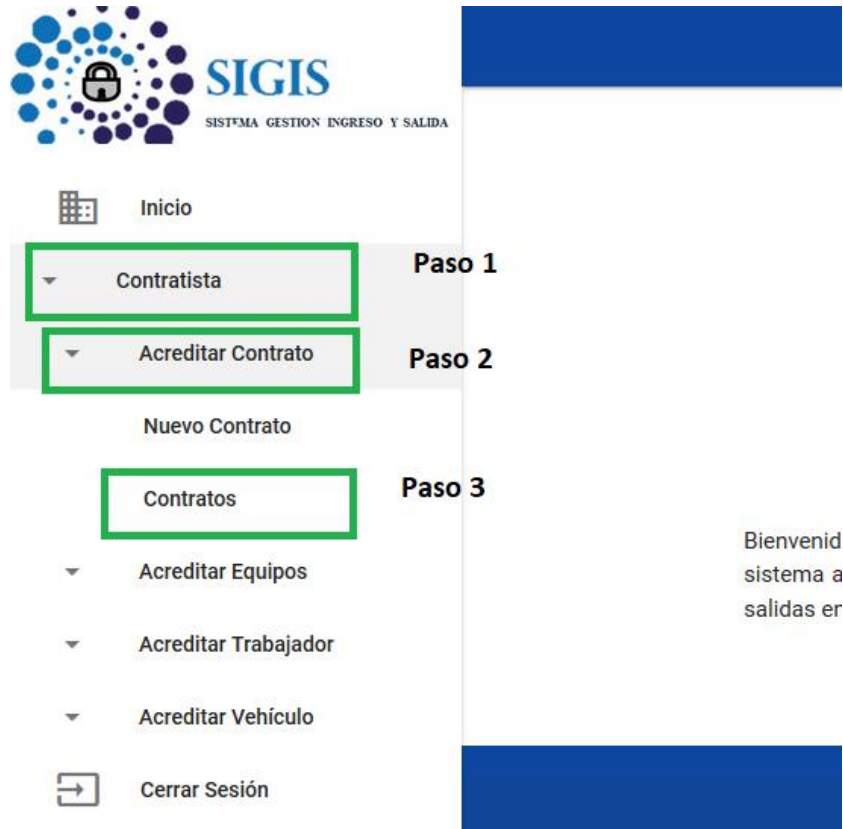 SIGIS
SISTEMA GESTION INGRESO Y SALIDA
Inicio
Contratista
Paso 1
Acreditar Contrato
Paso 2
Nuevo Contrato
Contratos
Paso 3
Acreditar Equipos
Acreditar Trabajador
Acreditar Vehículo
Cerrar Sesión
Bienvenid
sistema a
salidas en